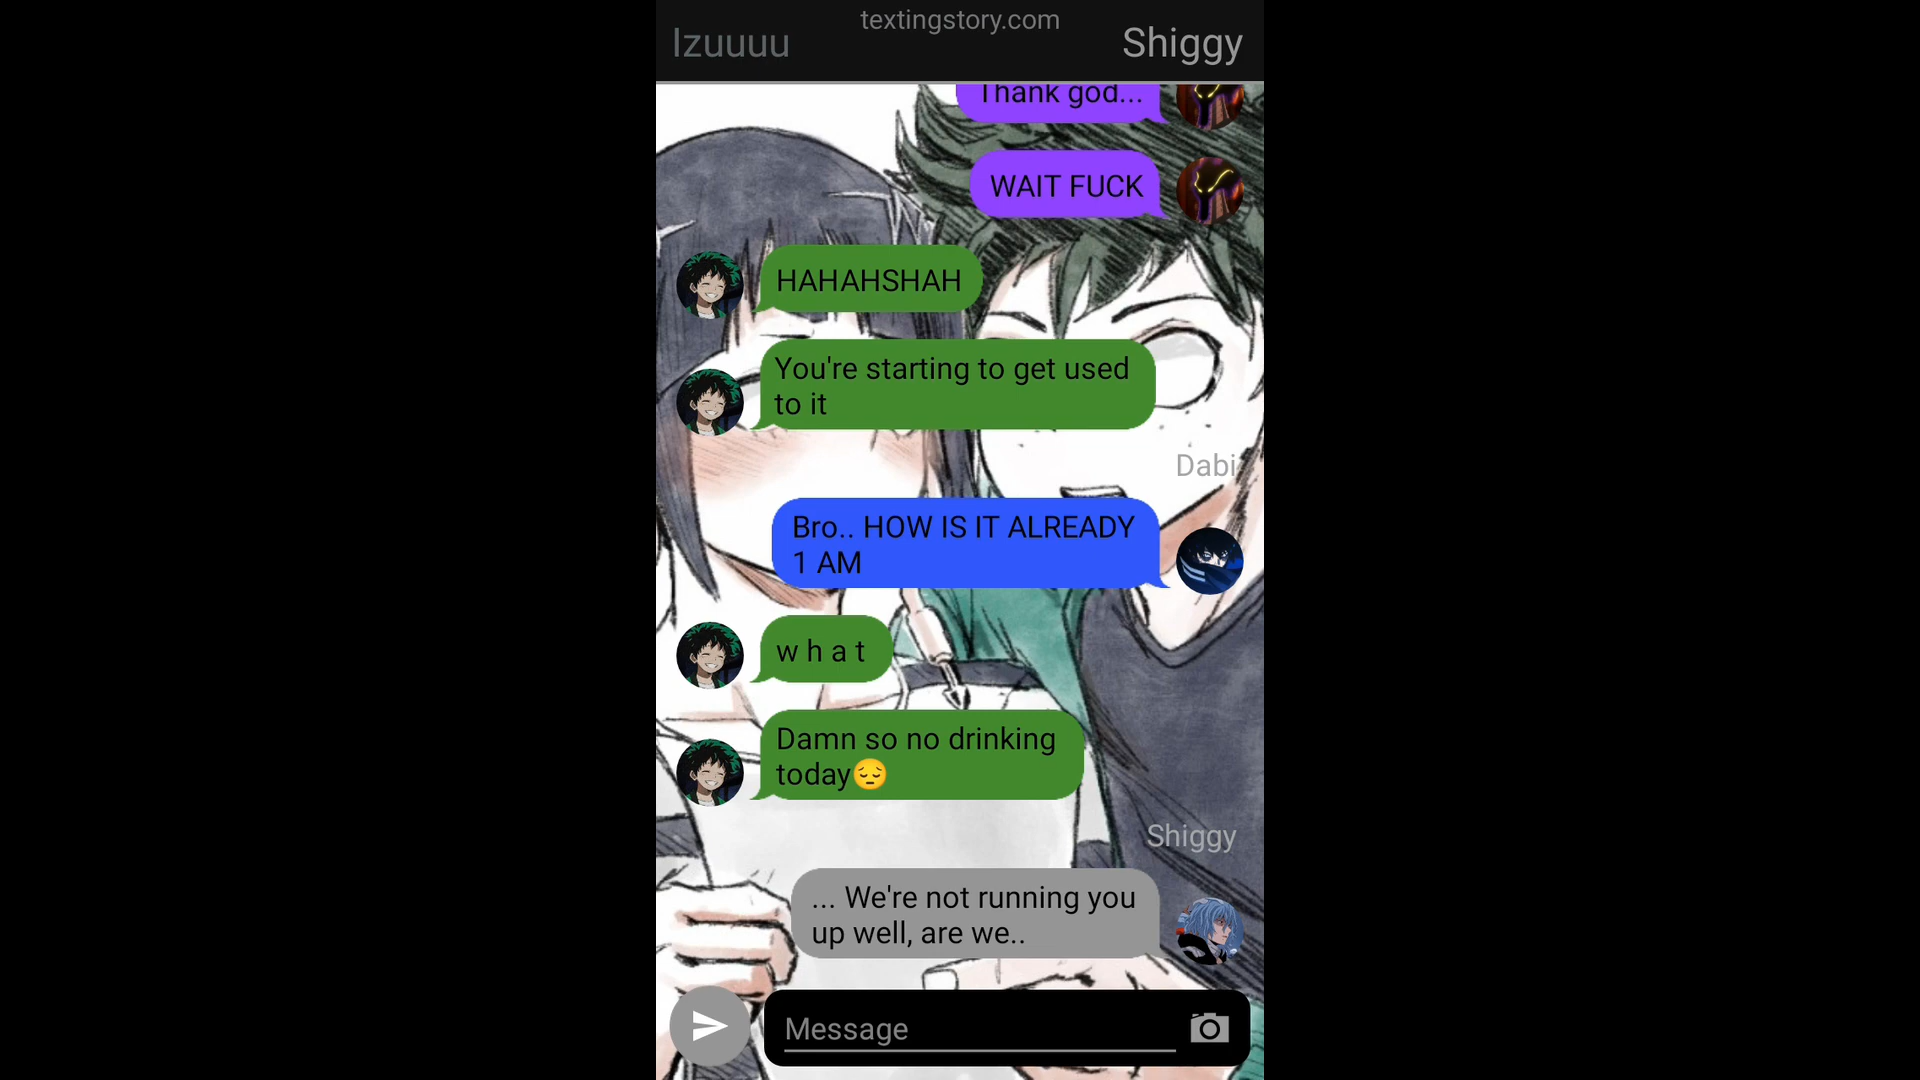 textingstory.com
Izuuuu
Shiggy
Thank god...
WAIT FUCK
HAHAHSHAH
You're starting to get used
to it
Dabi
Bro.. HOW IS IT ALREADY
1 AM
w h a t
Damn so no drinking
today😔
Shiggy
... We're not running you
up well, are we..
Message